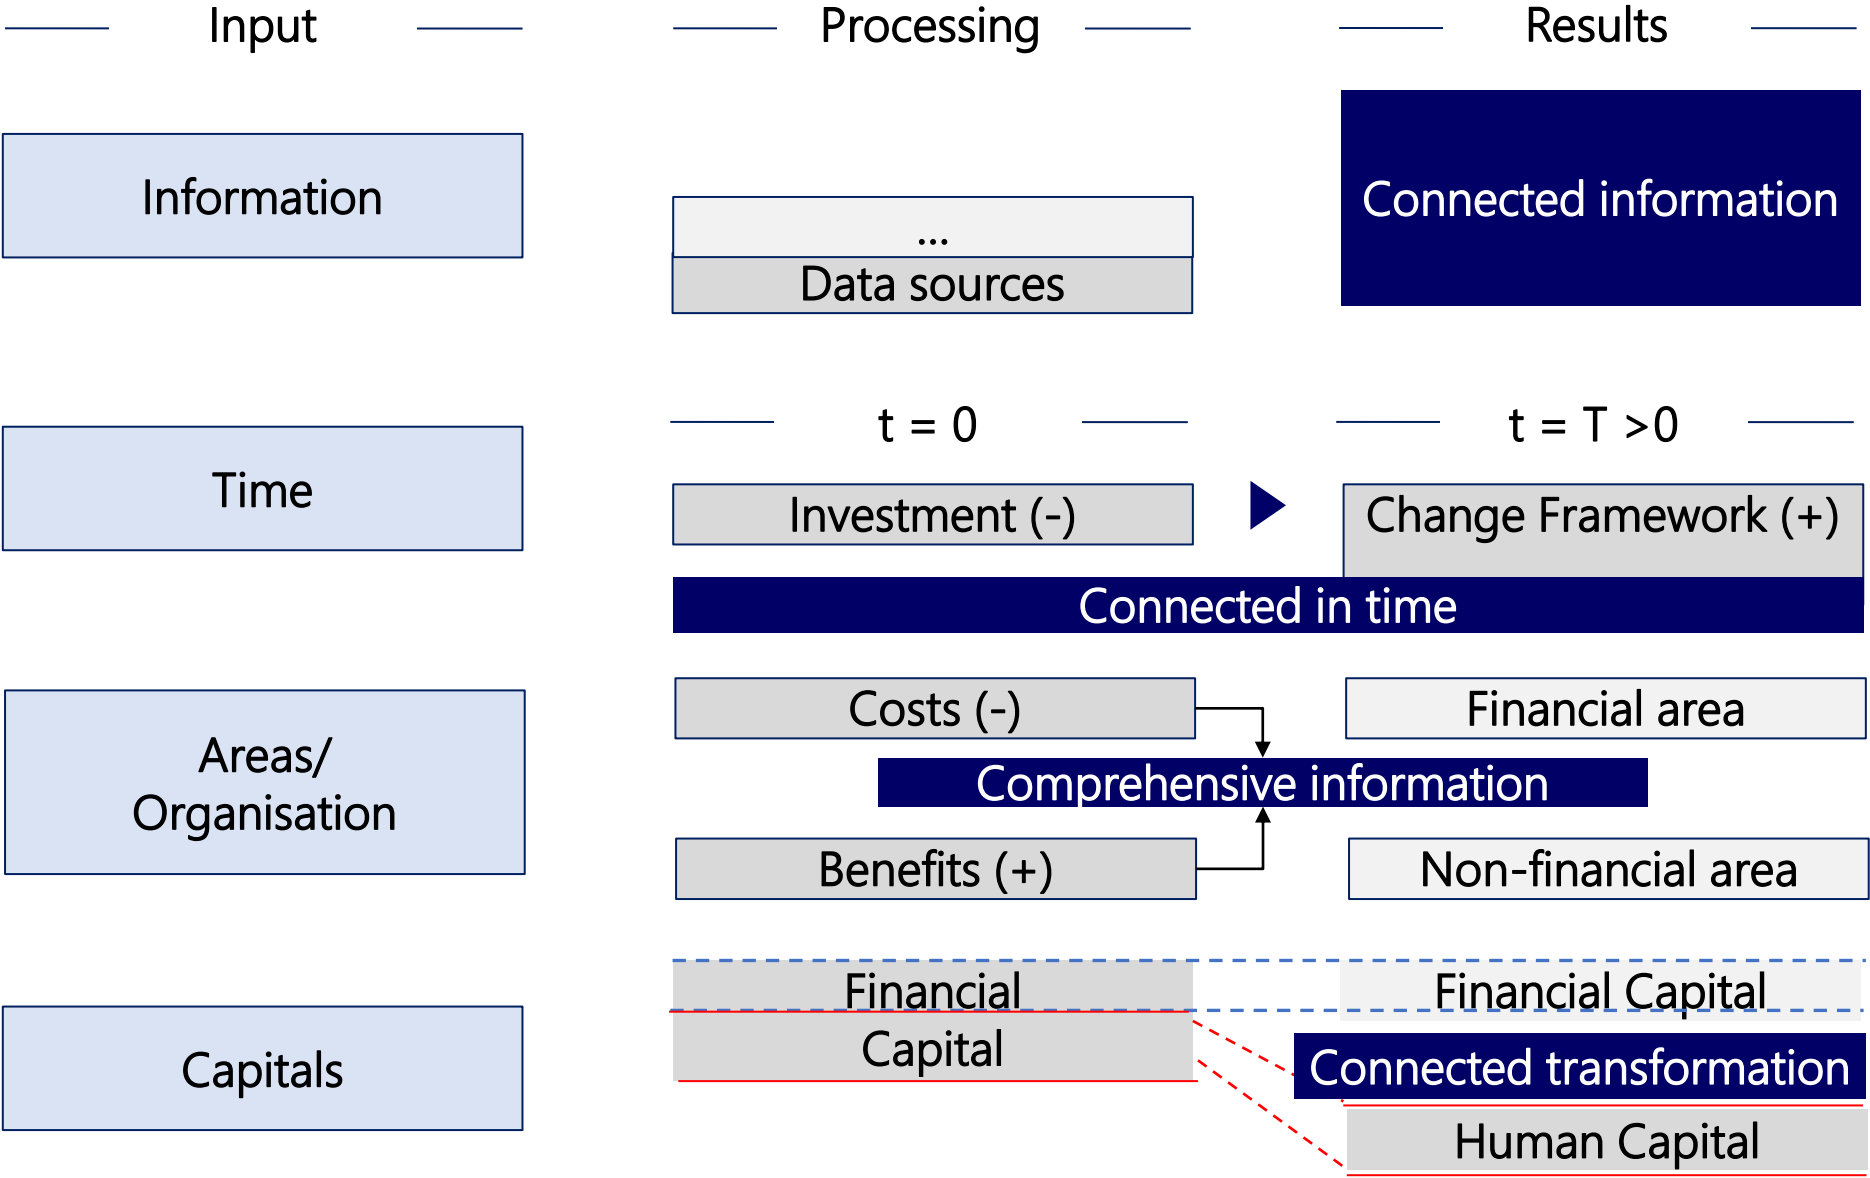 Input
Processing
Results
Information
...
Data sources
Connected information
Time
t = 0
t = T >0
Investment (-)
Change Framework (+)
Connected in time
Areas/
Organisation
Costs (-)
Financial area
Comprehensive information
Benefits (+)
Non-financial area
Capitals
Financial
Capital
Financial Capital
Connected transformation
Human Capital